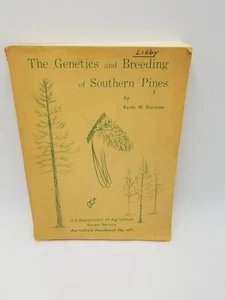 Libby
The Genetics and Breeding
of Southern Pines
by
Keith W. Dorman
U.S. Department of Agriculture
Forest Service
Agriculture Handbook No. 471